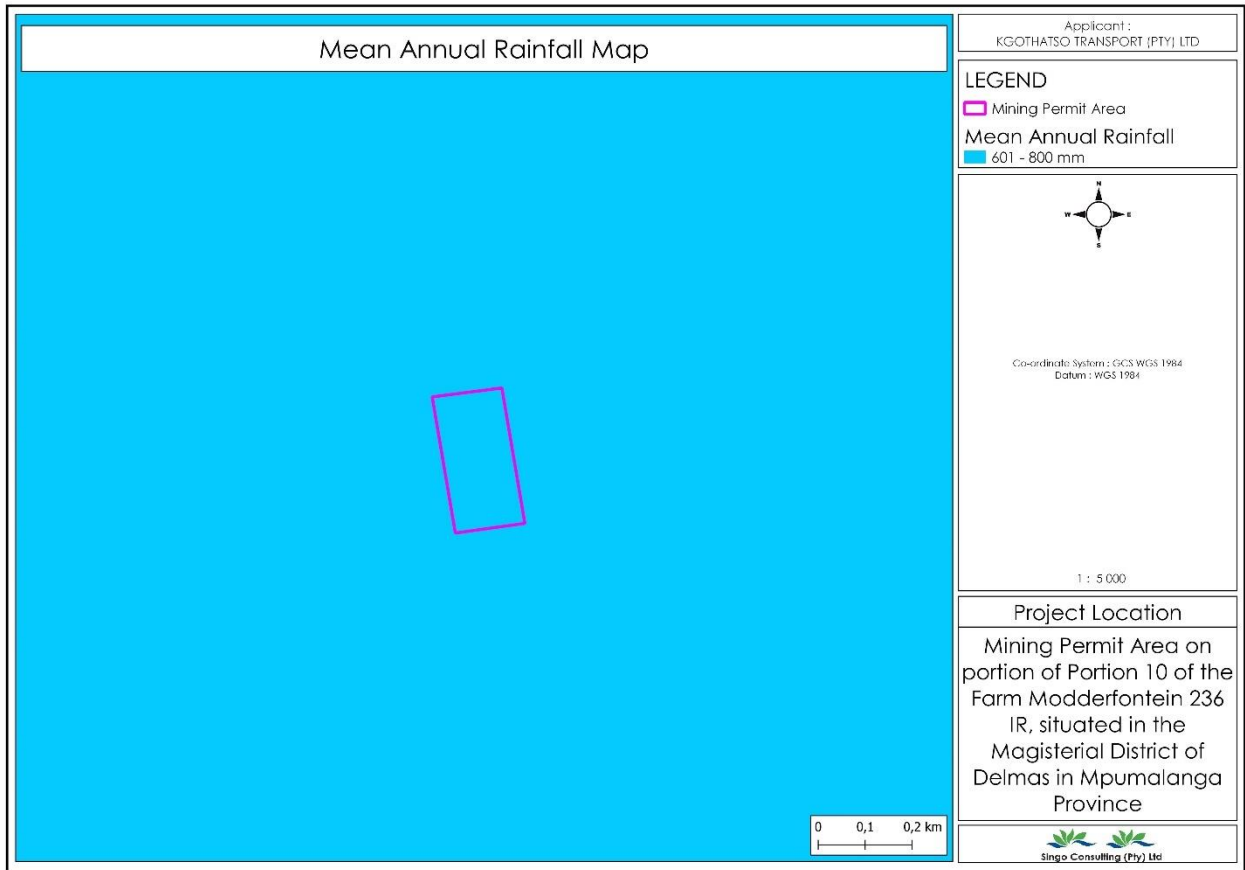 Mean Annual Rainfall Map
Applicant :
KGOTHATSO TRANSPORT (PTY) LTD
LEGEND
Mining Permit Area
Mean Annual Rainfall
601 - 800 mm
N
W E
S
Co-ordinate System : GCS WGS 1984
Datum : WGS 1984
1 : 5 000
Project Location
Mining Permit Area on
portion of Portion 10 of the
Farm Modderfontein 236
IR, situated in the
Magisterial District of
Delmas in Mpumalanga
Province
0 0,1 0,2 km
Singo Consulting (Pty) Ltd